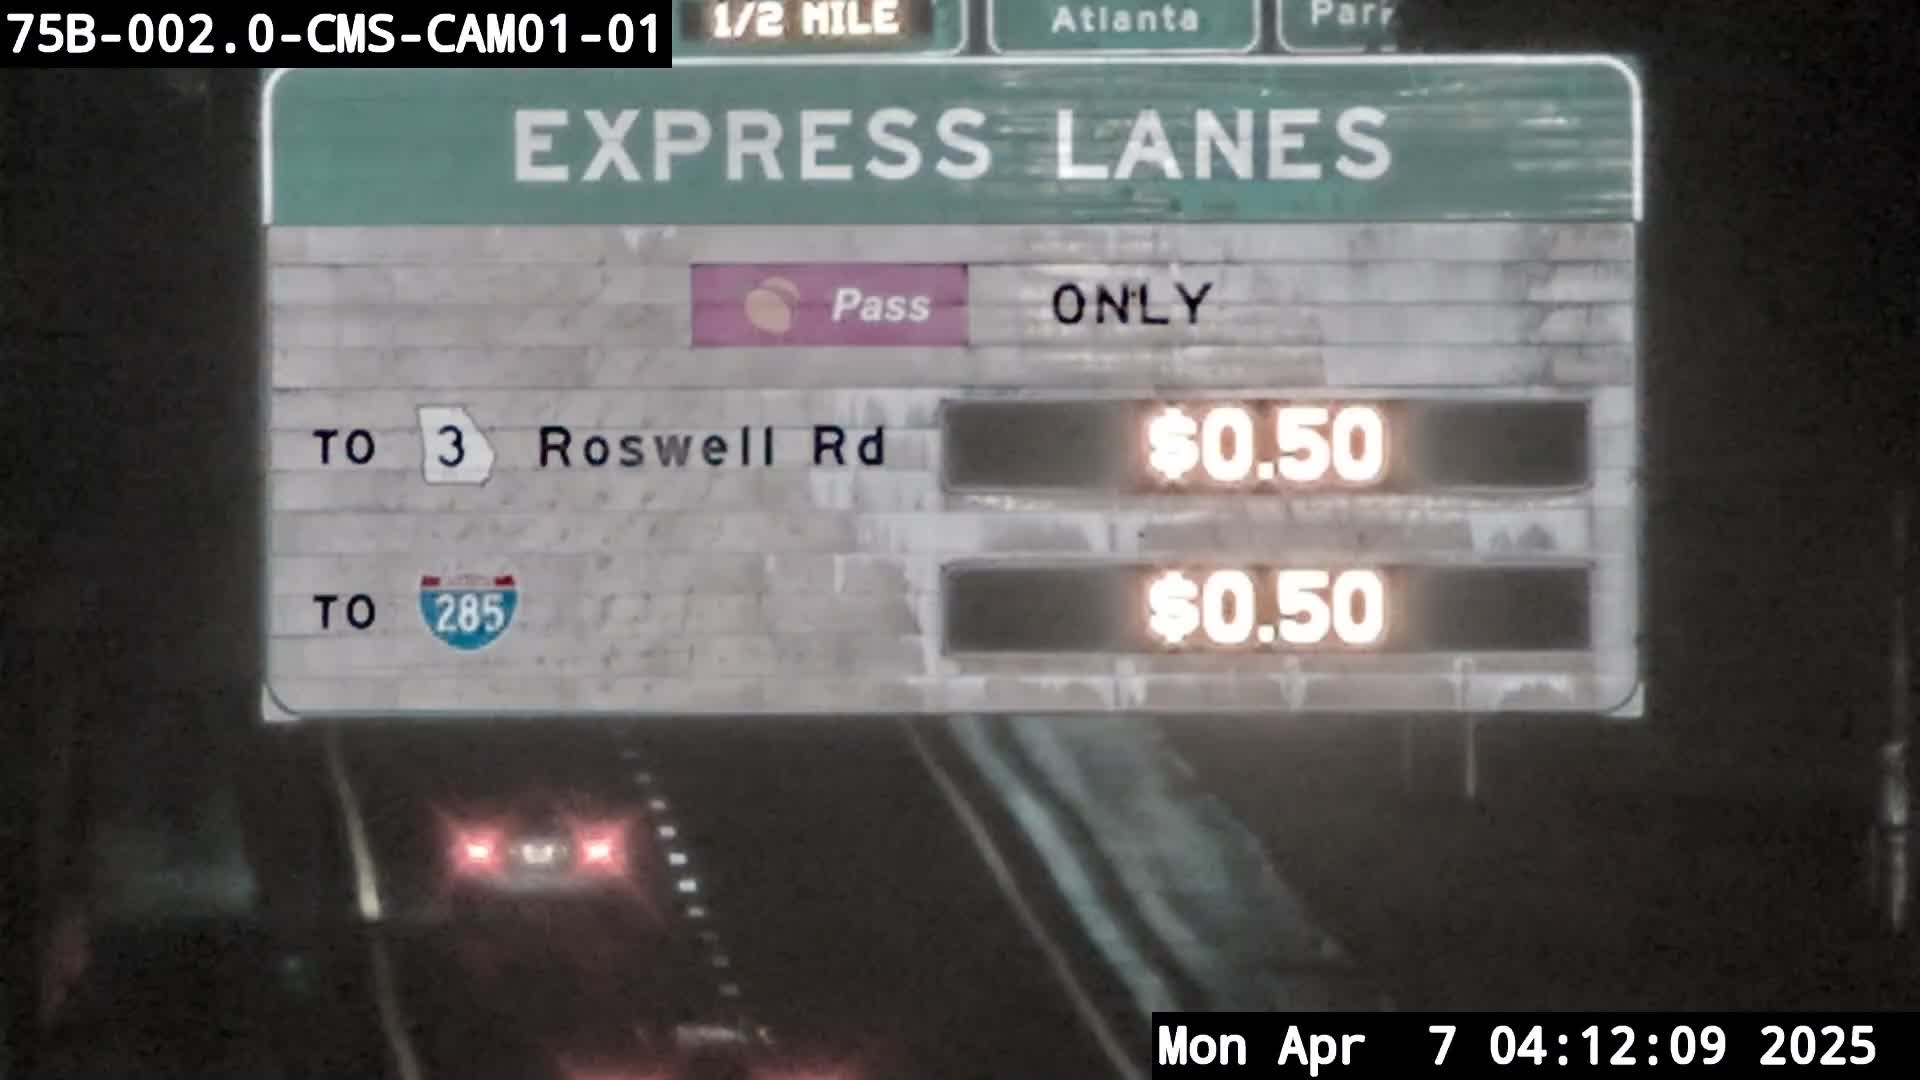 75B-002.0-CMS-CAM01-01
1/2 MILE
Atlanta
EXPRESS LANES
Pass ONLY
TO 3 Roswell Rd $0.50
TO 285 $0.50
Mon Apr 7 04:12:09 2025